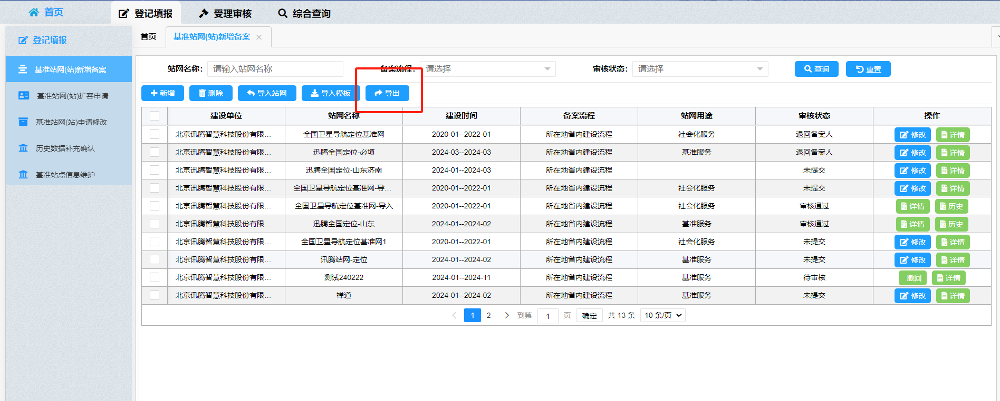 首页 登记填报 受理审核 综合查询
登记填报
首页 基准站网(站)新增备案
基准站网(站)新增备案
基准站网(站)扩容申请
基准站网(站)申请修改
历史数据补充确认
基准站点信息维护
站网名称: 请输入站网名称 备案流程: 请选择 审核状态: 请选择 查询 重置
新增 删除 导入站网 导入模板 导出
建设单位 站网名称 建设时间 备案流程 站网用途 审核状态 操作
北京讯腾智慧科技股份有限... 全国卫星导航定位基准网 2020-01--2022-01 所在地省内建设流程 社会化服务 退回备案人 修改 详情
北京讯腾智慧科技股份有限... 迅腾全国定位-必填 2024-03--2024-03 所在地省内建设流程 基准服务 退回备案人 修改 详情
北京讯腾智慧科技股份有限... 迅腾全国定位-山东济南 2024-01--2024-03 所在地省内建设流程 未提交 修改 详情
北京讯腾智慧科技股份有限... 全国卫星导航定位基准网-导... 2020-01--2022-01 所在地省内建设流程 社会化服务 未提交 修改 详情
北京讯腾智慧科技股份有限... 全国卫星导航定位基准网-导入 2020-01--2022-01 所在地省内建设流程 社会化服务 审核通过 详情 历史
北京讯腾智慧科技股份有限... 迅腾全国定位-山东 2024-01--2024-02 所在地省内建设流程 基准服务 审核通过 详情 历史
北京讯腾智慧科技股份有限... 全国卫星导航定位基准网1 2020-01--2022-01 所在地省内建设流程 社会化服务 未提交 修改 详情
北京讯腾智慧科技股份有限... 讯腾站网-定位 2024-01--2024-02 所在地省内建设流程 基准服务 未提交 修改 详情
北京讯腾智慧科技股份有限... 测试240222 2024-01--2024-11 所在地省内建设流程 基准服务 待审核 撤回 详情
北京讯腾智慧科技股份有限... 禅道 2024-01--2024-02 所在地省内建设流程 基准服务 未提交 修改 详情
1 2 到第 1 页 确定 共 13 条 10 条/页